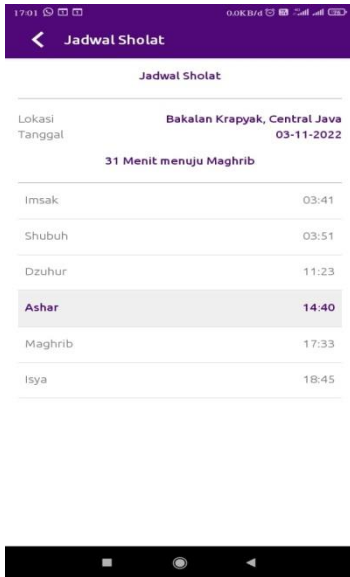 17:01 0.0KB/d
Jadwal Sholat
Jadwal Sholat
Lokasi Bakalan Krapyak, Central Java
Tanggal 03-11-2022
31 Menit menuju Maghrib
Imsak 03:41
Shubuh 03:51
Dzuhur 11:23
Ashar 14:40
Maghrib 17:33
Isya 18:45